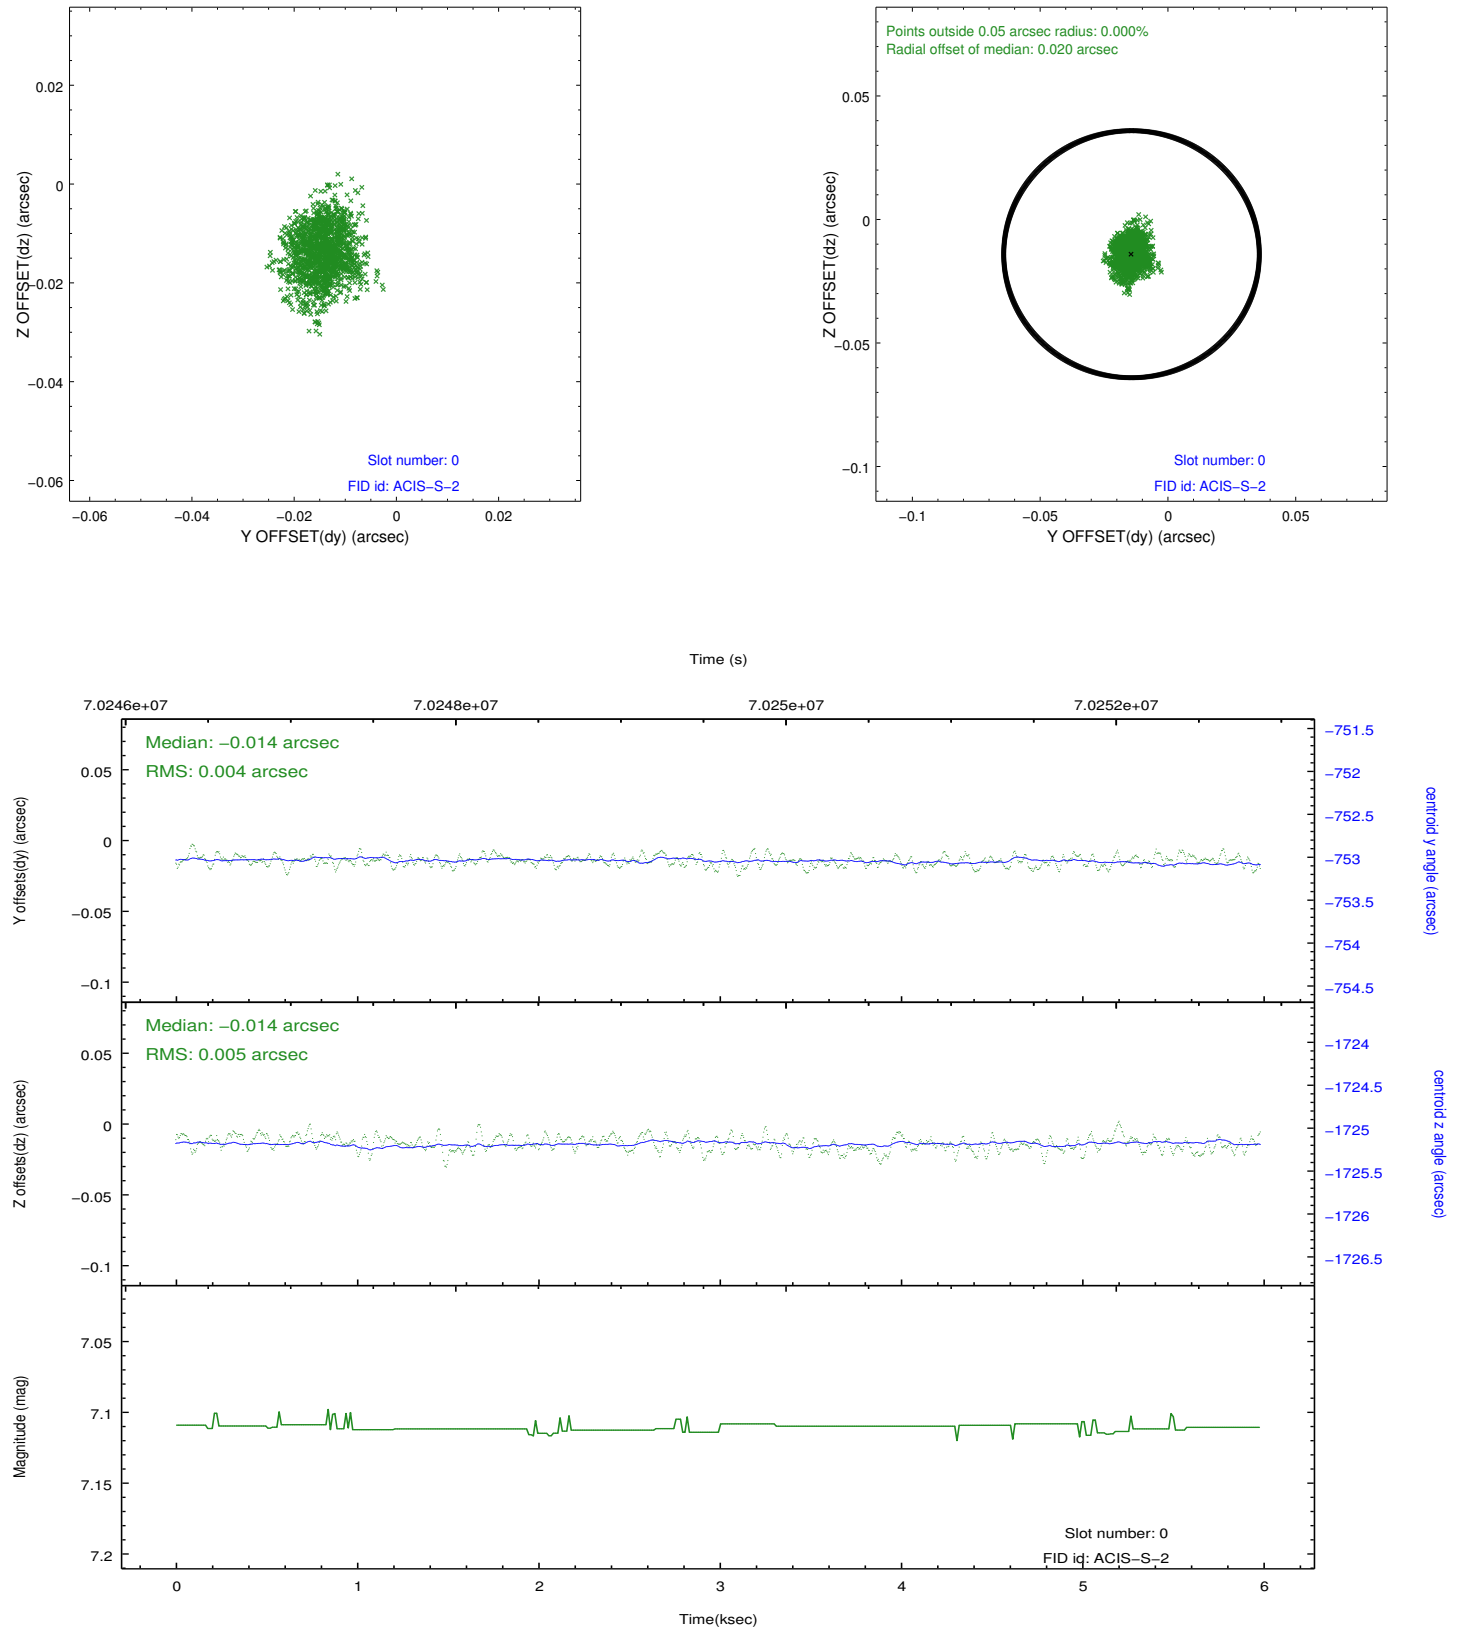 0.02
0
−0.02
−0.04
−0.06
Z OFFSET(dz) (arcsec)
Slot number: 0
FID id: ACIS−S−2
−0.06
−0.04
−0.02
0
0.02
Y OFFSET(dy) (arcsec)
Points outside 0.05 arcsec radius: 0.000%
Radial offset of median: 0.020 arcsec
0.05
0
−0.05
−0.1
Z OFFSET(dz) (arcsec)
Slot number: 0
FID id: ACIS−S−2
−0.1
−0.05
0
0.05
Y OFFSET(dy) (arcsec)
Time (s)
7.0246e+07
7.0248e+07
7.025e+07
7.0252e+07
Median: −0.014 arcsec
RMS: 0.004 arcsec
0.05
0
−0.05
−0.1
Y offsets(dy) (arcsec)
−751.5
−752
−752.5
−753
−753.5
−754
−754.5
centroid y angle (arcsec)
Median: −0.014 arcsec
RMS: 0.005 arcsec
0.05
0
−0.05
−0.1
Z offsets(dz) (arcsec)
−1724
−1724.5
−1725
−1725.5
−1726
−1726.5
centroid z angle (arcsec)
7.05
7.1
7.15
7.2
Magnitude (mag)
Slot number: 0
FID id: ACIS−S−2
0
1
2
3
4
5
6
Time(ksec)